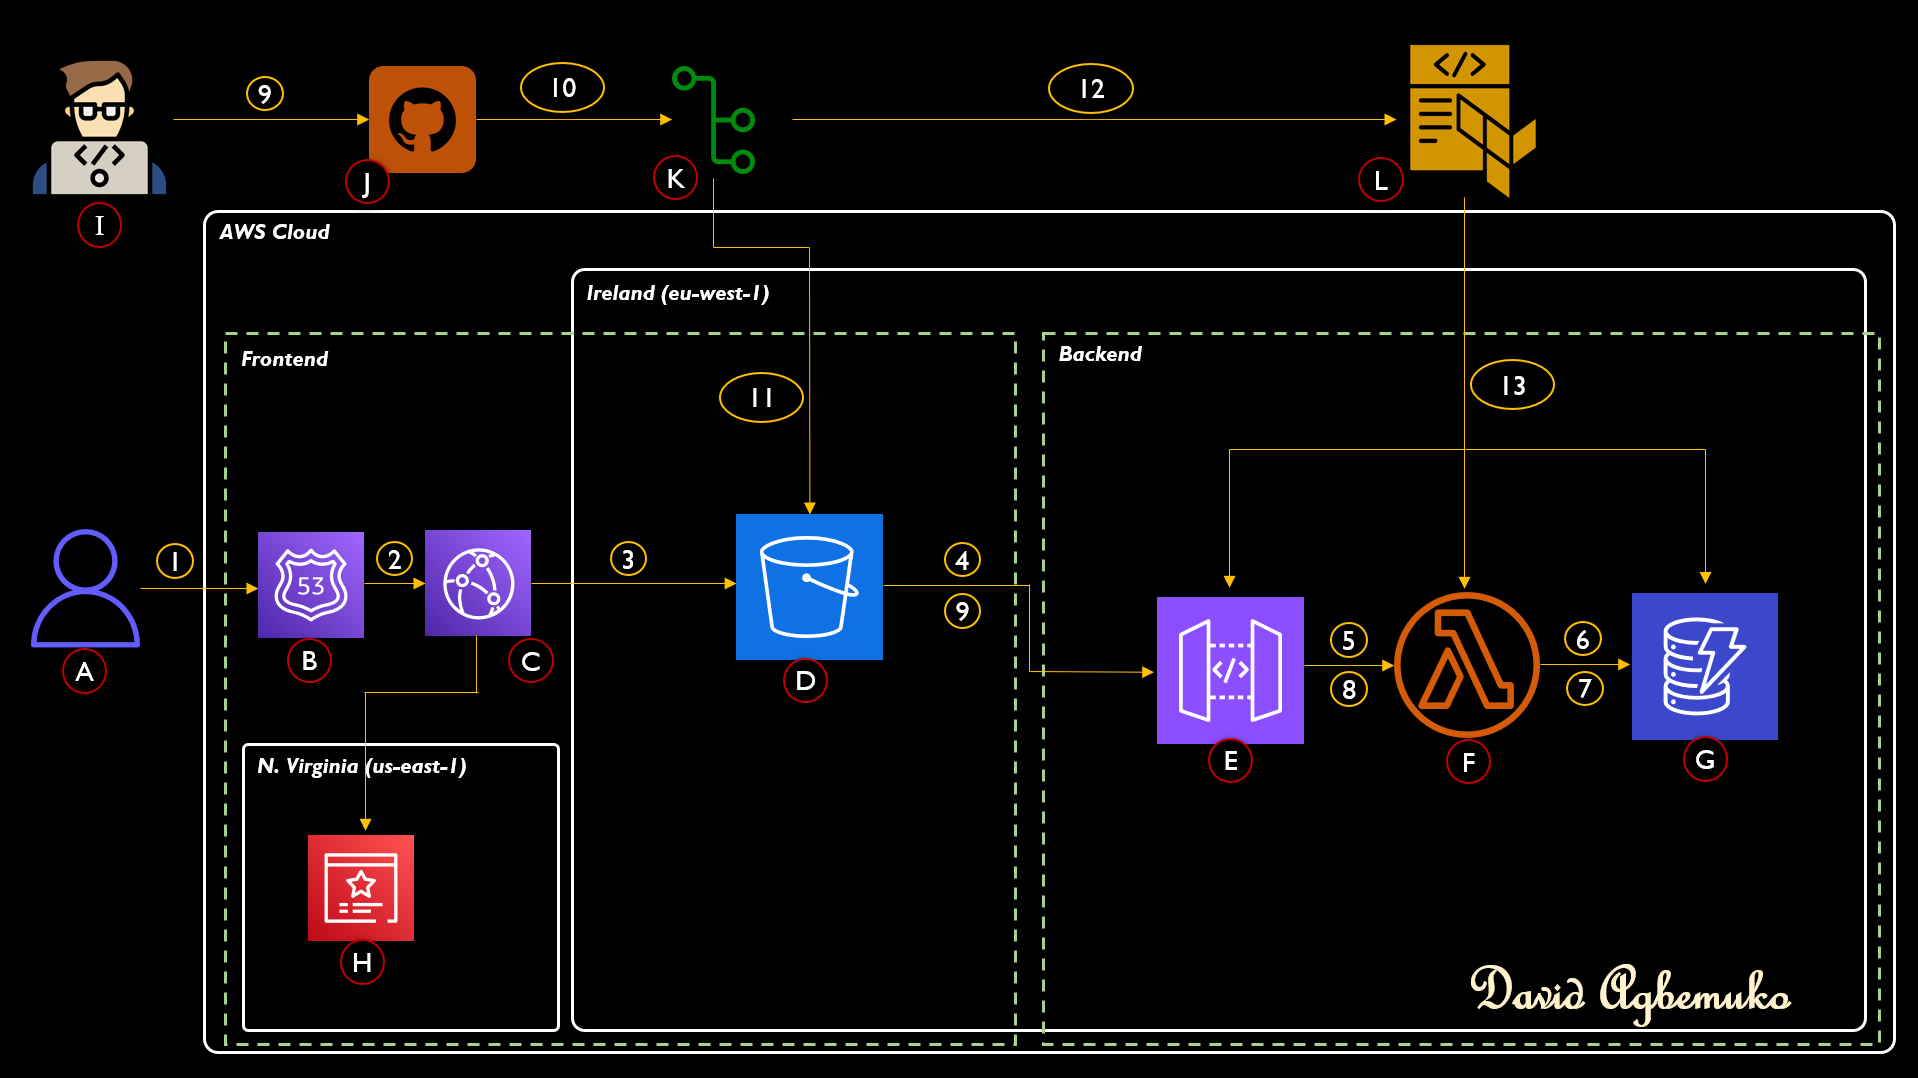 9
10
12
</>
</>
J
K
L
I
AWS Cloud
Ireland (eu-west-1)
Frontend
Backend
11
13
1
2
3
4
9
53
A
B
C
D
</>
5
8
6
7
E
F
G
N. Virginia (us-east-1)
H
David Agbemuko